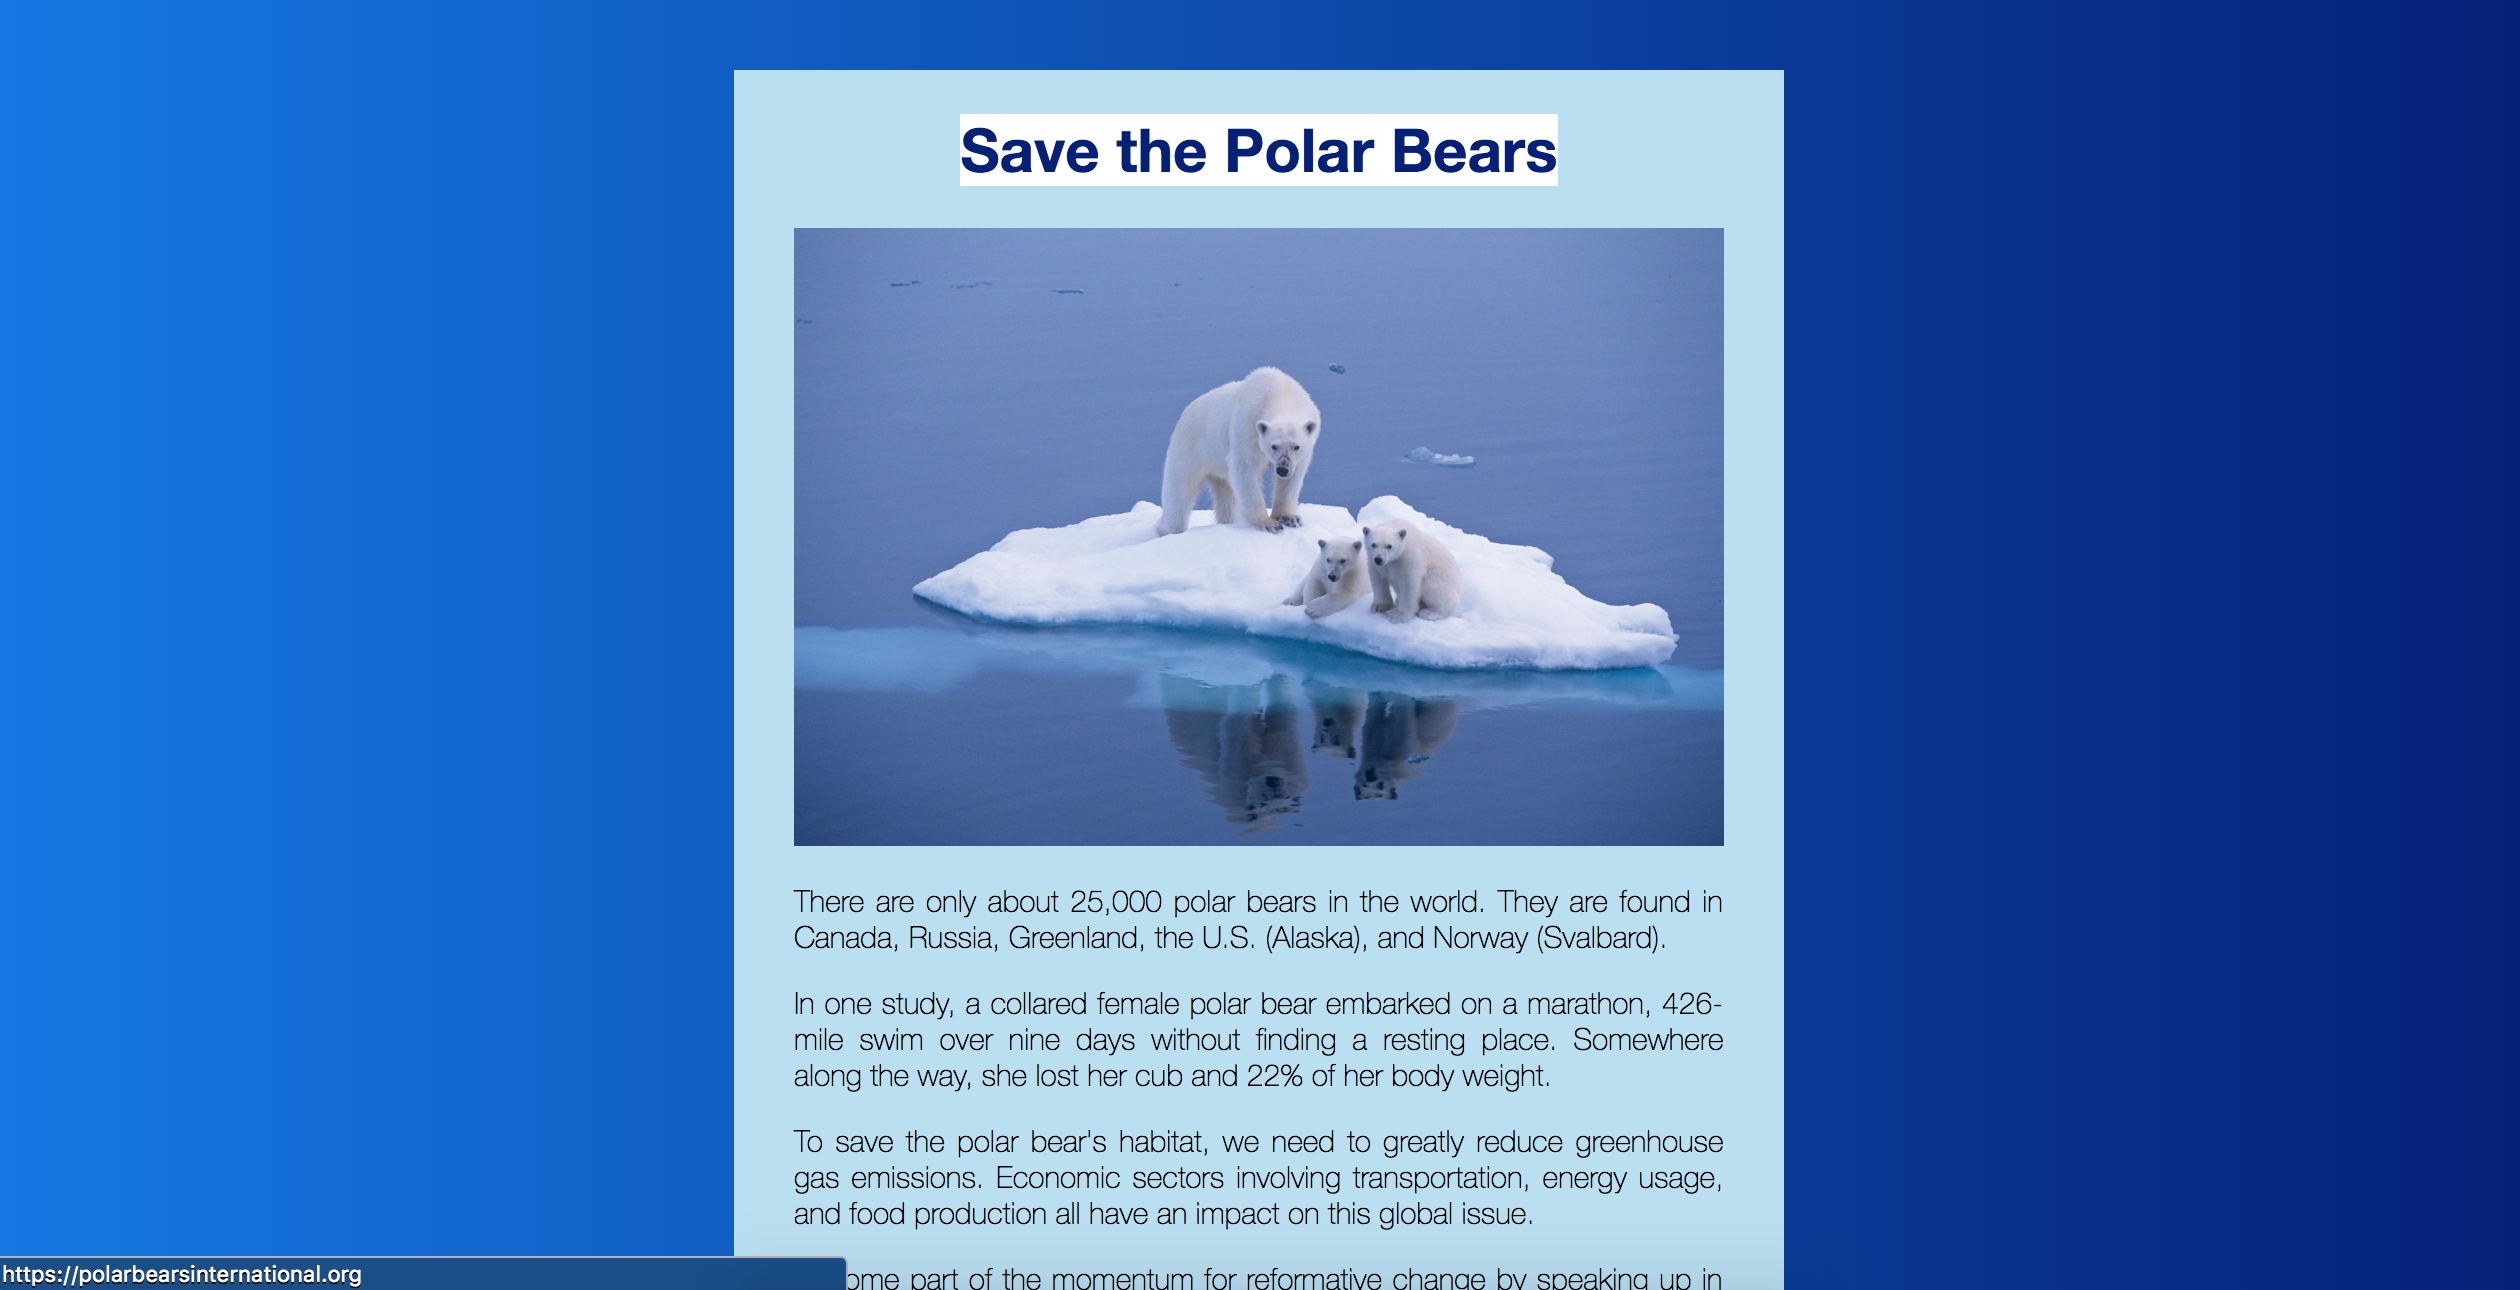 Save the Polar Bears
There are only about 25,000 polar bears in the world. They are found in
Canada, Russia, Greenland, the U.S. (Alaska), and Norway (Svalbard).
In one study, a collared female polar bear embarked on a marathon, 426-
mile swim over nine days without finding a resting place. Somewhere
along the way, she lost her cub and 22% of her body weight.
To save the polar bear's habitat, we need to greatly reduce greenhouse
gas emissions. Economic sectors involving transportation, energy usage,
and food production all have an impact on this global issue.
part of the momentum for reformative change by speaking up in
https://polarbearsinternational.org